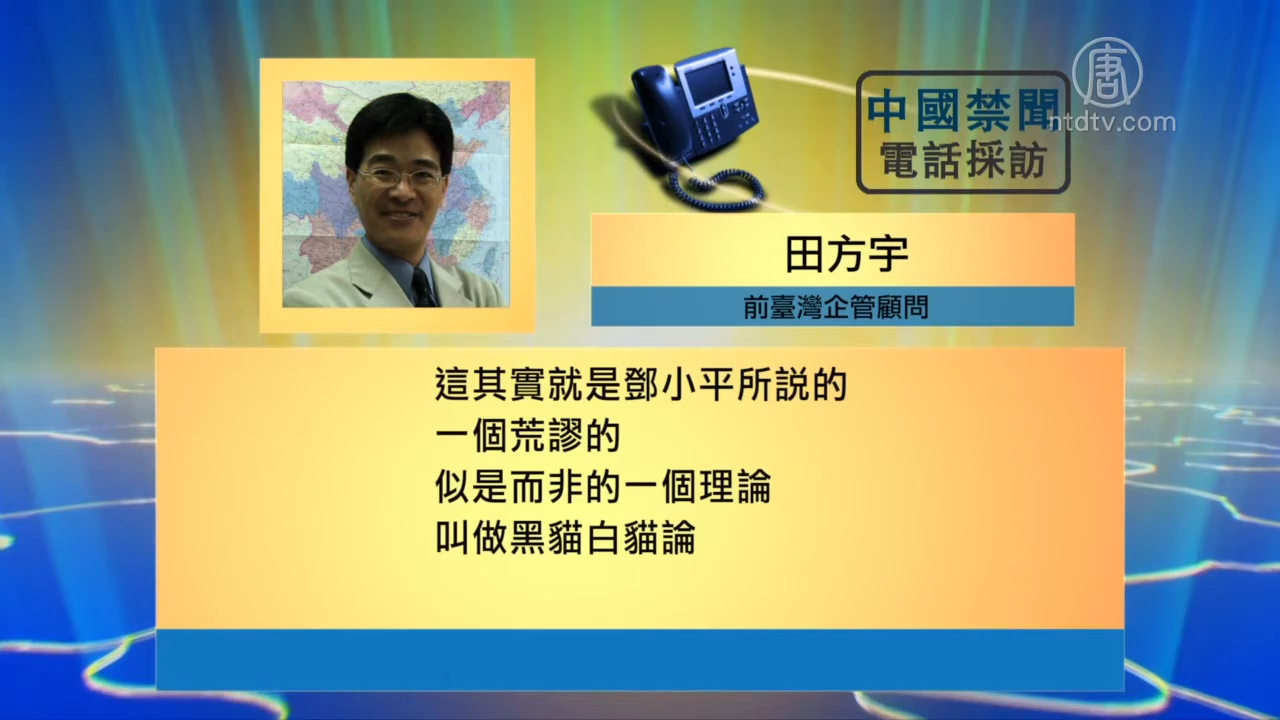 唐
中國禁聞
ntdtv.com
電話採訪
田方宇
前臺灣企管顧問
這其實就是鄧小平所說的
一個荒謬的
似是而非的一個理論
叫做黑貓白貓論